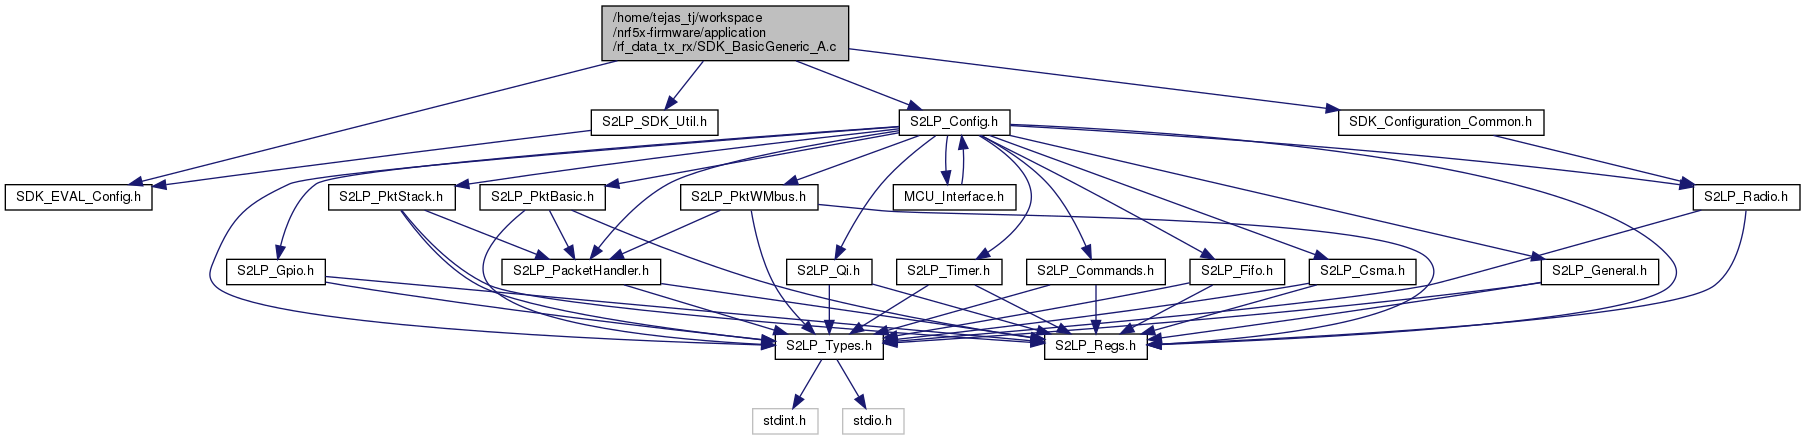 /home/tejas_tj/workspace
/nrf5x-firmware/application
/rf_data_tx_rx/SDK_BasicGeneric_A.c
S2LP_SDK_Util.h
S2LP_Config.h
SDK_Configuration_Common.h
SDK_EVAL_Config.h
S2LP_PktStack.h
S2LP_PktBasic.h
S2LP_PktWMbus.h
MCU_Interface.h
S2LP_Radio.h
S2LP_Gpio.h
S2LP_PacketHandler.h
S2LP_Qi.h
S2LP_Timer.h
S2LP_Commands.h
S2LP_Fifo.h
S2LP_Csma.h
S2LP_General.h
S2LP_Types.h
S2LP_Regs.h
stdint.h
stdio.h